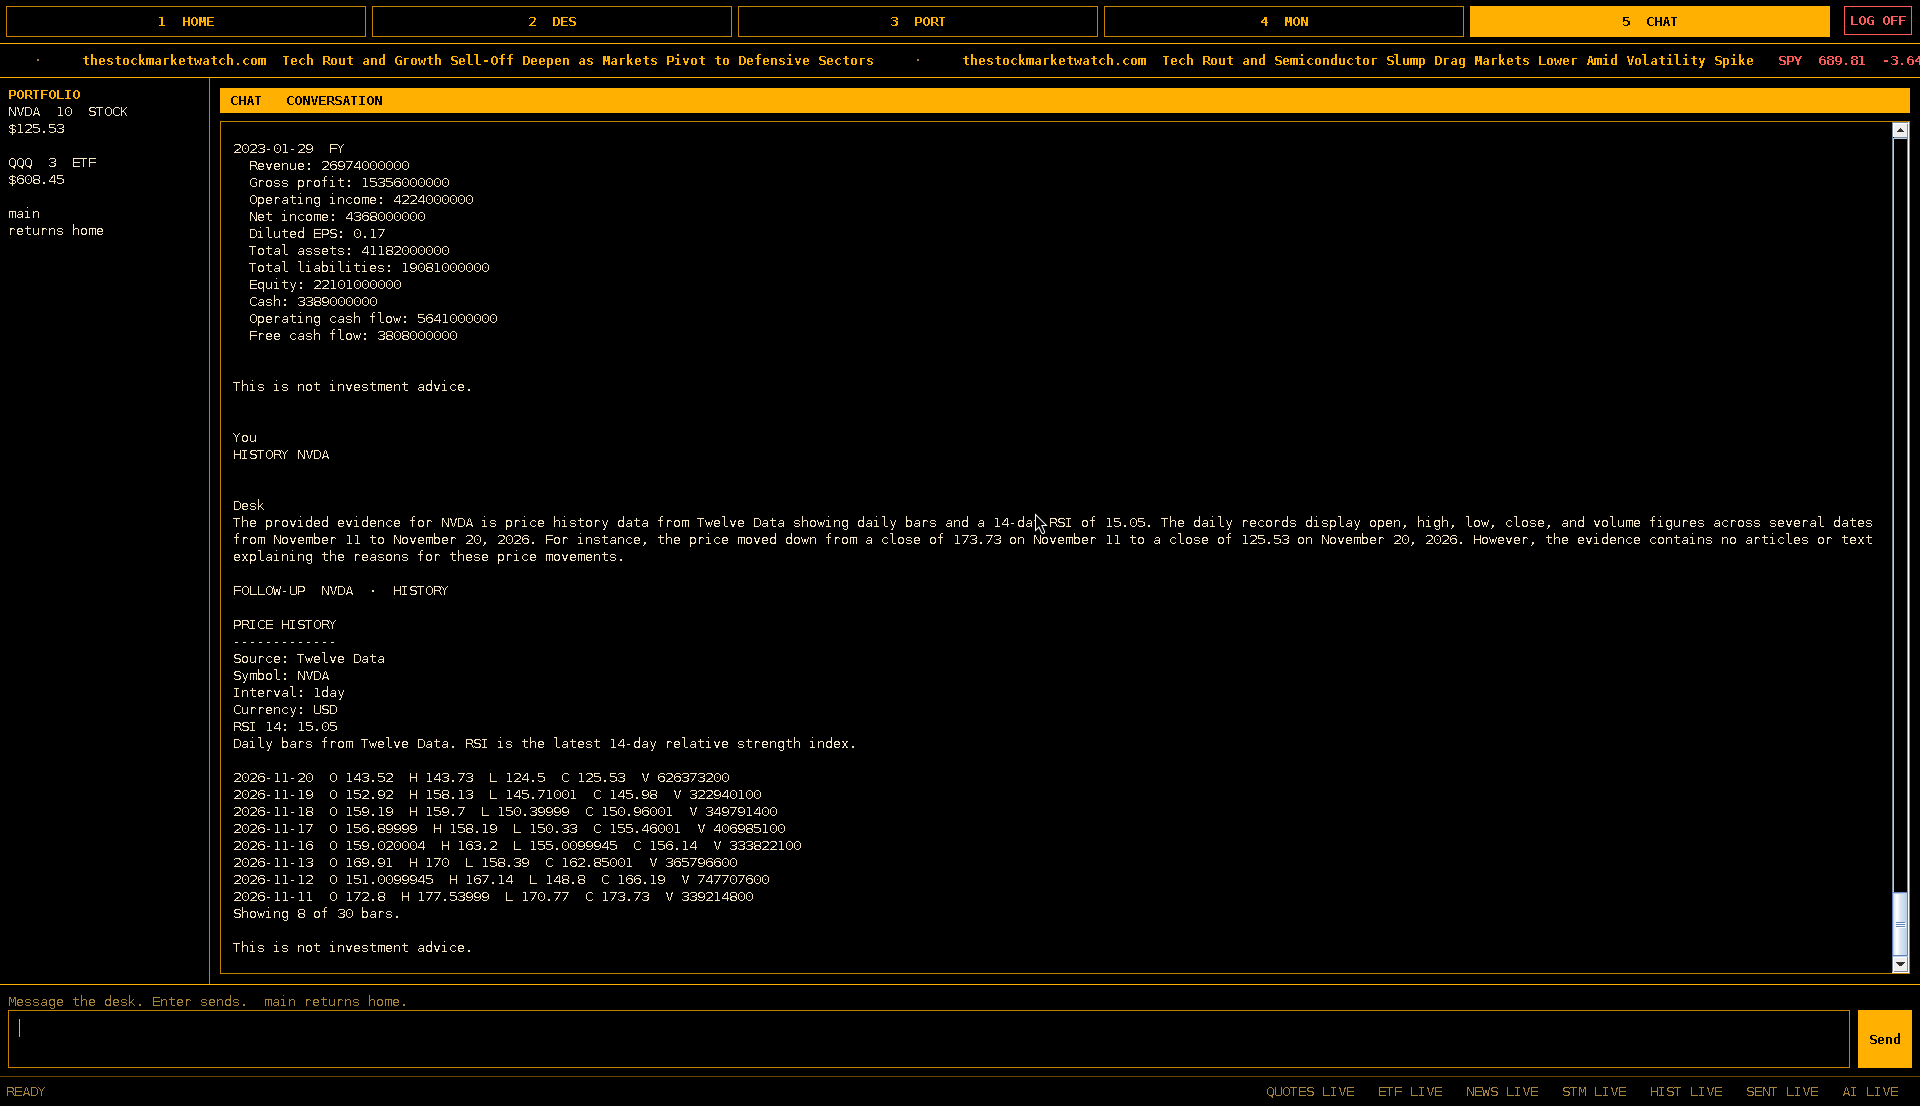 1  HOME
2  DES
3  PORT
4  MON
5  CHAT
LOG OFF
·  thestockmarketwatch.com  Tech Rout and Growth Sell-Off Deepen as Markets Pivot to Defensive Sectors  ·  thestockmarketwatch.com  Tech Rout and Semiconductor Slump Drag Markets Lower Amid Volatility Spike  SPY  689.81  -3.64
PORTFOLIO
NVDA  10  STOCK
$125.53
QQQ  3  ETF
$608.45
main
returns home
CHAT  CONVERSATION
2023-01-29  FY
Revenue: 26974000000
Gross profit: 15356000000
Operating income: 4224000000
Net income: 4368000000
Diluted EPS: 0.17
Total assets: 41182000000
Total liabilities: 19081000000
Equity: 22101000000
Cash: 3389000000
Operating cash flow: 5641000000
Free cash flow: 3808000000
This is not investment advice.
You
HISTORY NVDA
Desk
The provided evidence for NVDA is price history data from Twelve Data showing daily bars and a 14-day RSI of 15.05. The daily records display open, high, low, close, and volume figures across several dates
from November 11 to November 20, 2026. For instance, the price moved down from a close of 173.73 on November 11 to a close of 125.53 on November 20, 2026. However, the evidence contains no articles or text
explaining the reasons for these price movements.
FOLLOW-UP  NVDA  ·  HISTORY
PRICE HISTORY
-------------
Source: Twelve Data
Symbol: NVDA
Interval: 1day
Currency: USD
RSI 14: 15.05
Daily bars from Twelve Data. RSI is the latest 14-day relative strength index.
2026-11-20  O 143.52  H 143.73  L 124.5  C 125.53  V 626373200
2026-11-19  O 152.92  H 158.13  L 145.71001  C 145.98  V 322940100
2026-11-18  O 159.19  H 159.7  L 150.39999  C 150.96001  V 349791400
2026-11-17  O 156.89999  H 158.19  L 150.33  C 155.46001  V 406985100
2026-11-16  O 159.020004  H 163.2  L 155.0099945  C 156.14  V 333822100
2026-11-13  O 169.91  H 170  L 158.39  C 162.85001  V 365796600
2026-11-12  O 151.0099945  H 167.14  L 148.8  C 166.19  V 747707600
2026-11-11  O 172.8  H 177.53999  L 170.77  C 173.73  V 339214800
Showing 8 of 30 bars.
This is not investment advice.
Message the desk. Enter sends.  main returns home.
Send
READY
QUOTES LIVE  ETF LIVE  NEWS LIVE  STM LIVE  HIST LIVE  SENT LIVE  AI LIVE